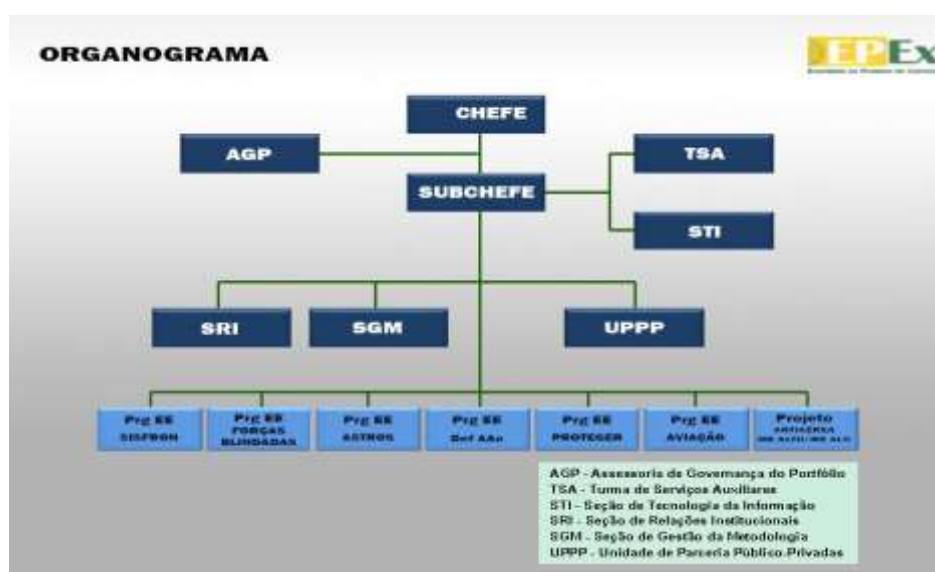 ORGANOGRAMA
EPEx
CHEFE
AGP
TSA
SUBCHEFE
STI
SRI
SGM
UPPP
Prg EE
SISFRON
Prg EE
FORÇAS
BLINDADAS
Prg EE
ASTROS
Prg EE
Def AAe
Prg EE
PROTEGER
Prg EE
AVIAÇÃO
Projeto
AGP - Assessoria de Governança do Portfólio
TSA - Turma de Serviços Auxiliares
STI - Seção de Tecnologia da Informação
SRI - Seção de Relações Institucionais
SGM - Seção de Gestão da Metodologia
UPPP - Unidade de Parceria Público-Privadas